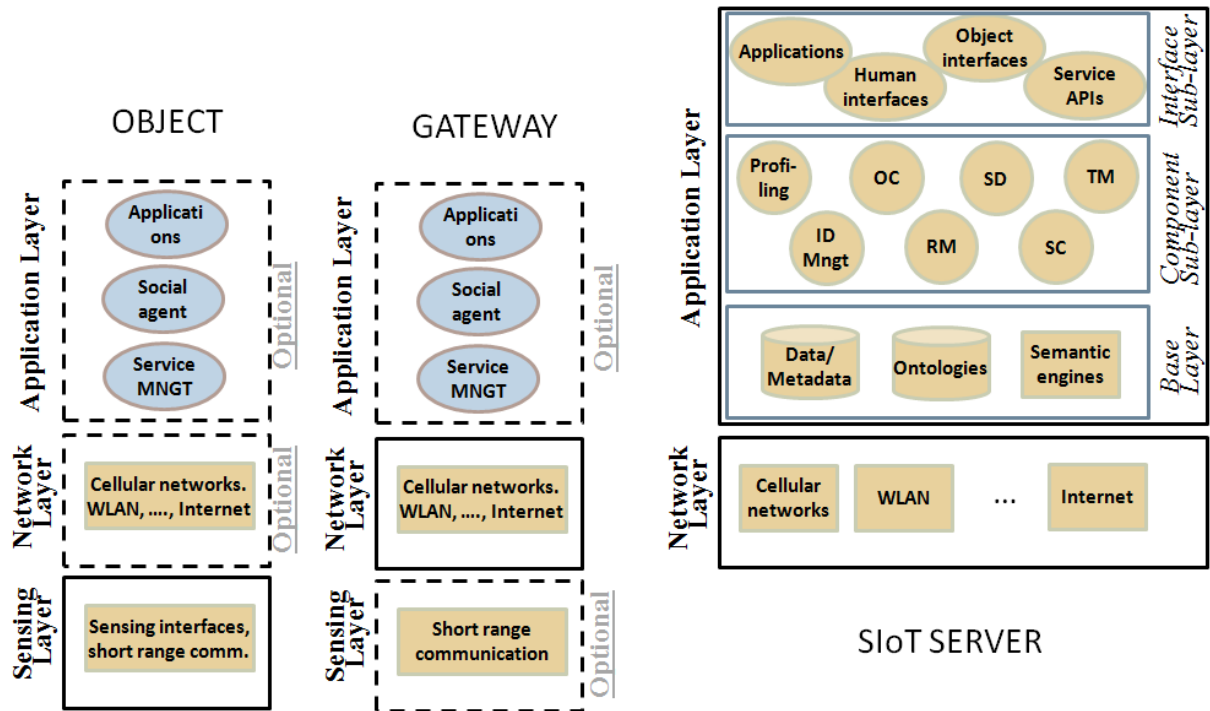 OBJECT
Application Layer
Applicati
ons
Social
agent
Service
MNGT
Optional
Network
Layer
Cellular networks.
WLAN, ...., Internet
Optional
Sensing
Layer
Sensing interfaces,
short range comm.
GATEWAY
Application Layer
Applicati
ons
Social
agent
Service
MNGT
Optional
Network
Layer
Cellular networks.
WLAN, ...., Internet
Sensing
Layer
Short range
communication
Optional
Application Layer
Applications
Human
interfaces
Object
interfaces
Service
APIs
Interface
Sub-layer
Profi-
ling
OC
SD
TM
ID
Mngt
RM
SC
Component
Sub-layer
Data/
Metadata
Ontologies
Semantic
engines
Base
Layer
Network
Layer
Cellular
networks
WLAN
...
Internet
SIoT SERVER